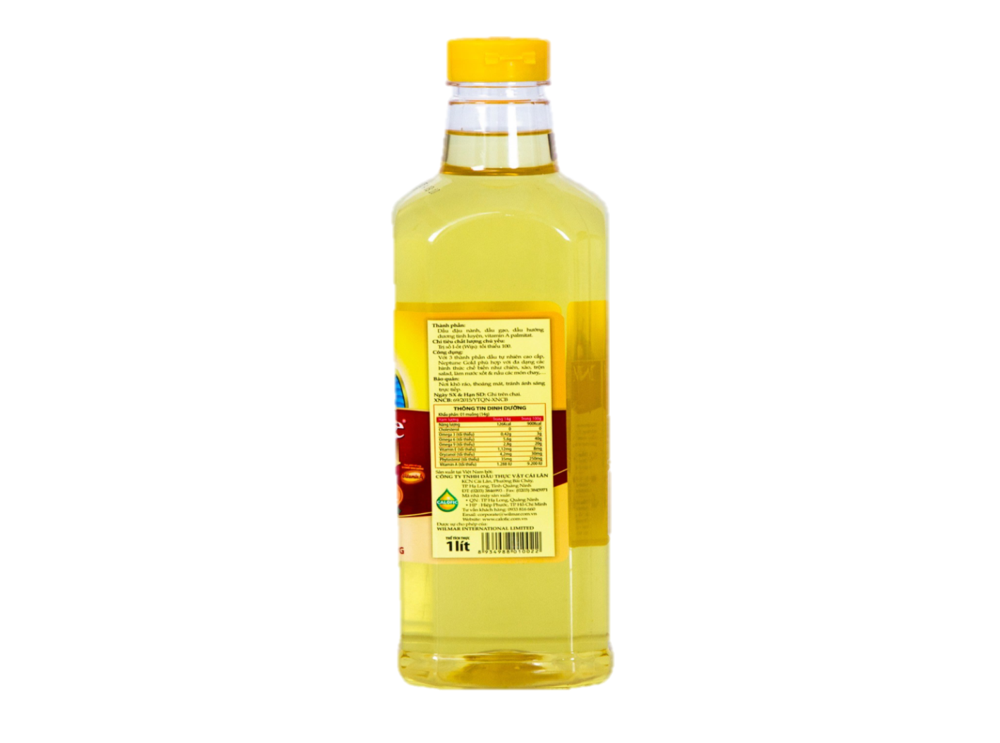 Thành phần:
Dầu đậu nành, dầu gạo, dầu hướng
dương tinh luyện, vitamin A palmitat.
Chỉ tiêu chất lượng chủ yếu:
Trị số I-ốt (Wijs): tối thiểu 100.
Công dụng:
Với 3 thành phần dầu tự nhiên cao cấp,
Neptune Gold phù hợp với đa dạng các
hình thức chế biến như chiên, xào, trộn
salad, làm nước xốt & nấu các món chay,...
Bảo quản:
Nơi khô ráo, thoáng mát, tránh ánh sáng
trực tiếp.
Ngày SX & Hạn SD: Ghi trên chai.
XNCB: 69/2015/YTQN-XNCB
THÔNG TIN DINH DƯỠNG
Khẩu phần: 01 muỗng (14g)
Hàm lượng Trong 14g Trong 100g
Năng lượng 126kcal 900kcal
Cholesterol 0 0
Omega 3 (tối thiểu) 0,42g 3g
Omega 6 (tối thiểu) 5,6g 40g
Omega 9 (tối thiểu) 2,8g 20g
Vitamin E (tối thiểu) 1,12mg 8mg
Oryzanol (tối thiểu) 4,2mg 30mg
Phytosterol (tối thiểu) 35mg 250mg
Vitamin A (tối thiểu) 1.288 IU 9.200 IU
Sản xuất tại Việt Nam bởi:
CÔNG TY TNHH DẦU THỰC VẬT CÁI LÂN
KCN Cái Lân, Phường Bãi Cháy,
TP Hạ Long, Tỉnh Quảng Ninh
ĐT: (0203) 3846993 - Fax: (0203) 3845971
Mã nhà máy sản xuất:
• QN : TP Hạ Long, Quảng Ninh
• HP : Hiệp Phước, TP Hồ Chí Minh
Tư vấn khách hàng: 0933 816 660
Email: corporate@wilmar.com.vn
Website: www.calofic.com.vn
CALOFIC
Được sự cho phép của:
WILMAR INTERNATIONAL LIMITED
THỂ TÍCH THỰC
1 lít
8 934988 010022
e®
Vitamin A
G